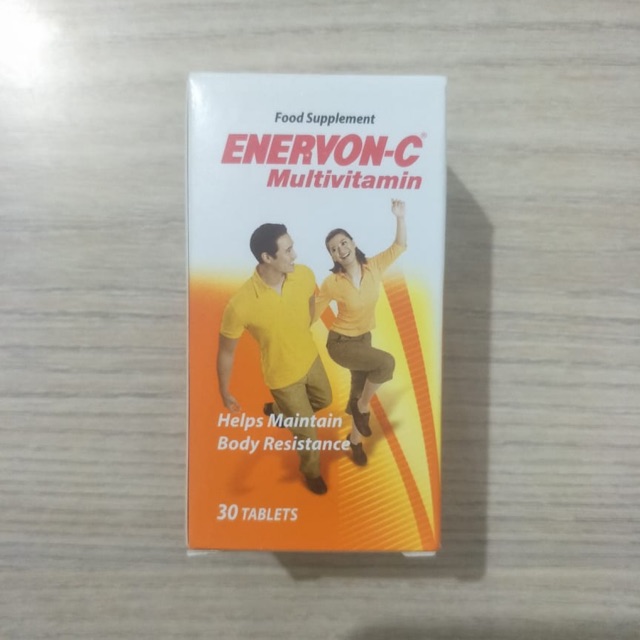 Food Supplement
ENERVON-C®
Multivitamin
Helps Maintain
Body Resistance
30 TABLETS